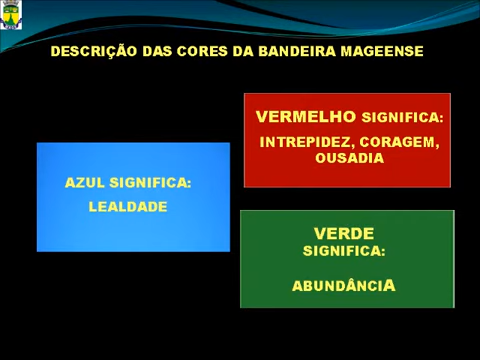 DESCRIÇÃO DAS CORES DA BANDEIRA MAGEENSE
VERMELHO SIGNIFICA:
INTREPIDEZ, CORAGEM,
OUSADIA
AZUL SIGNIFICA:
LEALDADE
VERDE
SIGNIFICA:
ABUNDÂNCIA